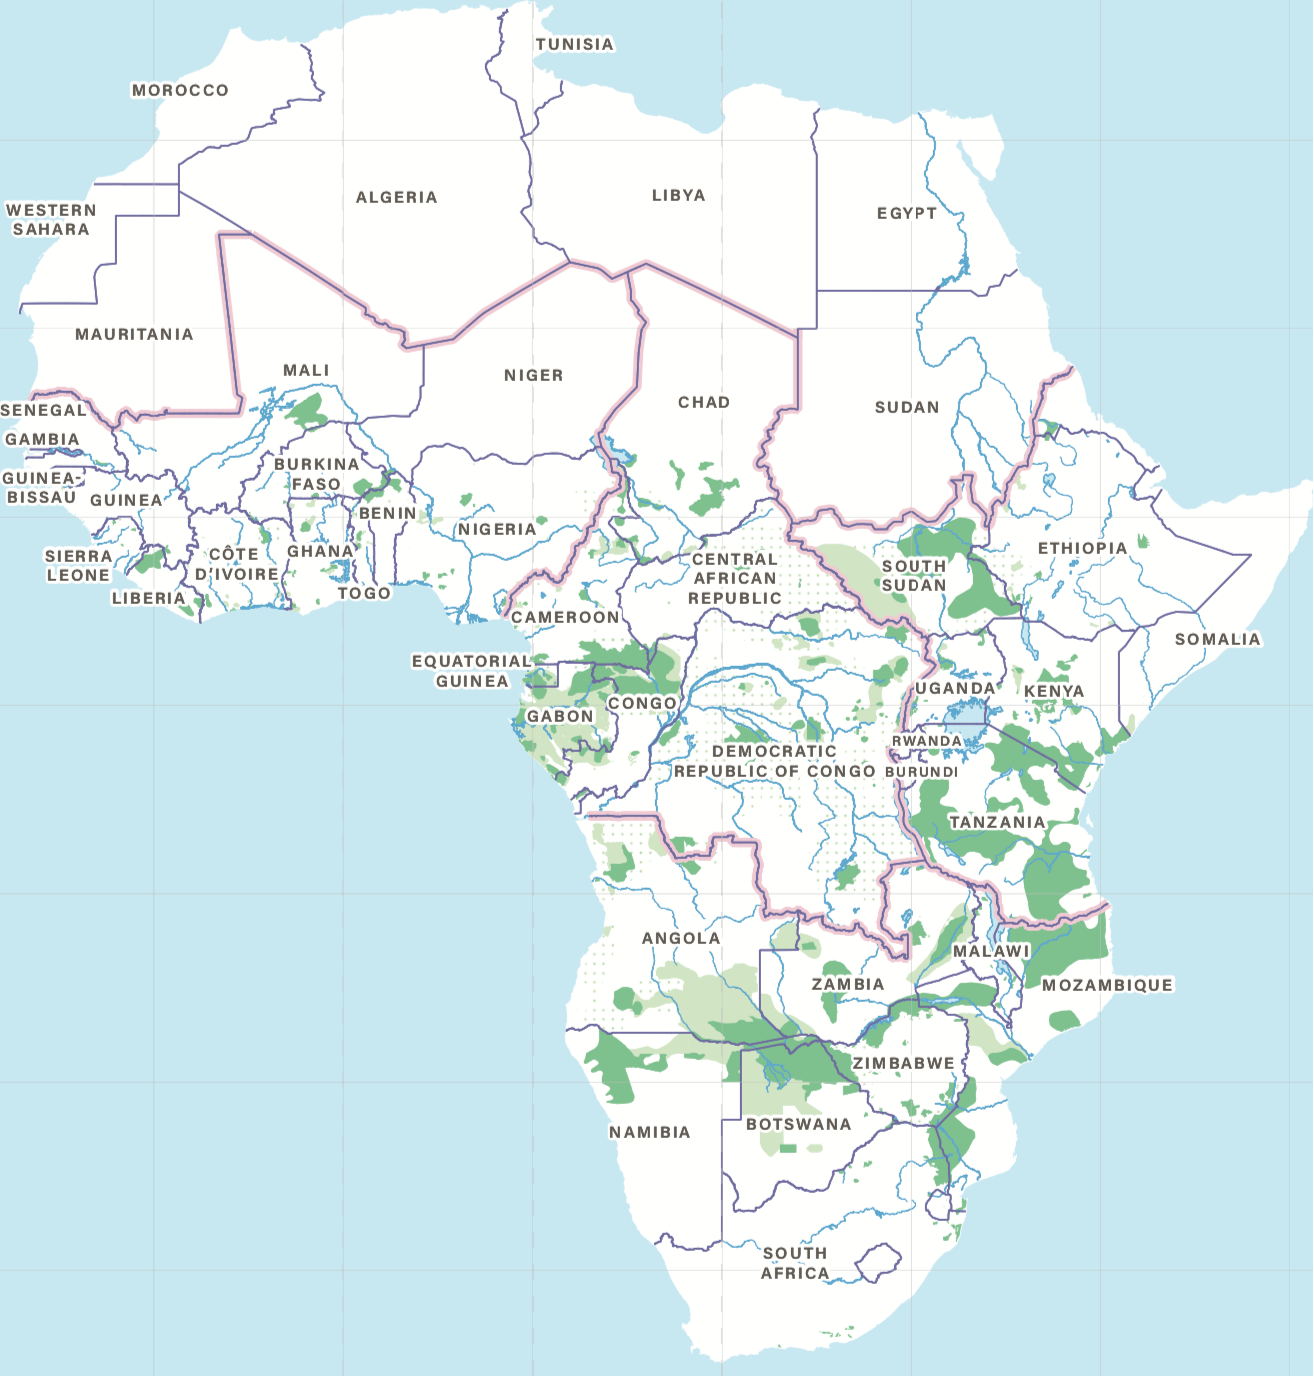 TUNISIA
MOROCCO
ALGERIA
LIBYA
EGYPT
WESTERN
SAHARA
MAURITANIA
MALI
NIGER
CHAD
SUDAN
SENEGAL
GAMBIA
GUINEA-
BISSAU
GUINEA
BURKINA
FASO
BENIN
NIGERIA
SIERRA
LEONE
CÔTE
D'IVOIRE
GHANA
TOGO
LIBERIA
CENTRAL
AFRICAN
REPUBLIC
SOUTH
SUDAN
ETHIOPIA
CAMEROON
SOMALIA
EQUATORIAL
GUINEA
GABON
CONGO
UGANDA
KENYA
RWANDA
DEMOCRATIC
REPUBLIC OF CONGO
BURUNDI
TANZANIA
ANGOLA
ZAMBIA
MALAWI
MOZAMBIQUE
ZIMBABWE
NAMIBIA
BOTSWANA
SOUTH
AFRICA